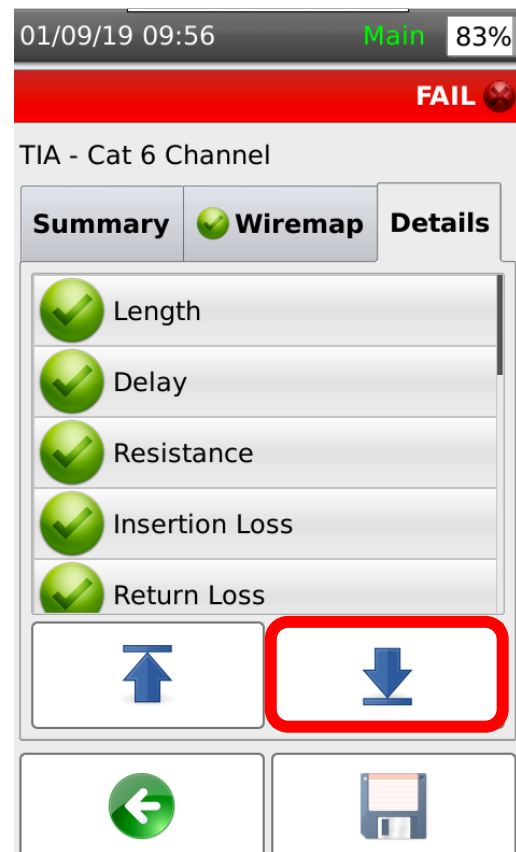 01/09/19 09:56 Main 83%
FAIL
TIA - Cat 6 Channel
Summary Wiremap Details
Length
Delay
Resistance
Insertion Loss
Return Loss